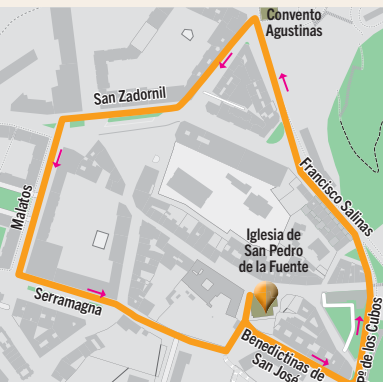 Convento
Agustinas
San Zadornil
Francisco Salinas
Malatos
Iglesia de
San Pedro
de la Fuente
Serramagna
Benedictinas de
San José
Pº de los Cubos